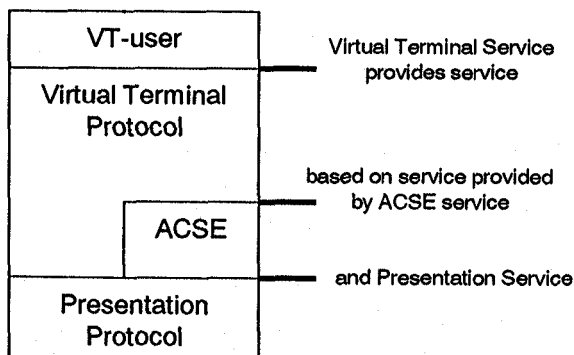 VT-user
Virtual Terminal Service
provides service
Virtual Terminal
Protocol
based on service provided
by ACSE service
ACSE
and Presentation Service
Presentation
Protocol